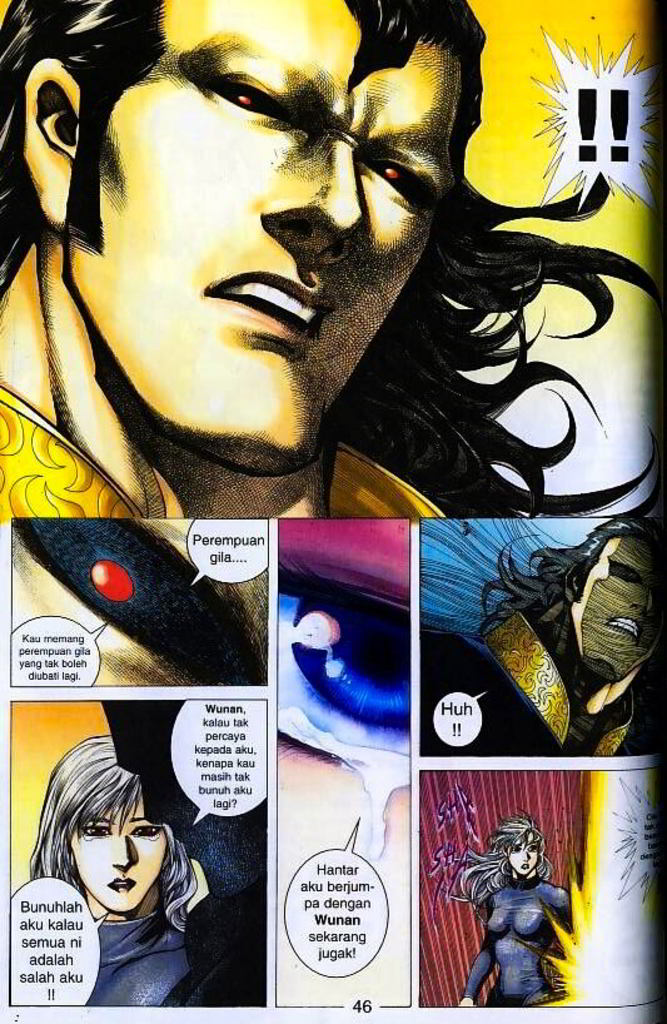 !!
Perempuan
gila....
Kau memang
perempuan gila
yang tak boleh
diubati lagi.
Wunan,
kalau tak
percaya
kepada aku,
kenapa kau
masih tak
bunuh aku
lagi?
Bunuhlah
aku kalau
semua ni
adalah
salah aku
!!
Hantar
aku berjum-
pa dengan
Wunan
sekarang
jugak!
Huh
!!
46